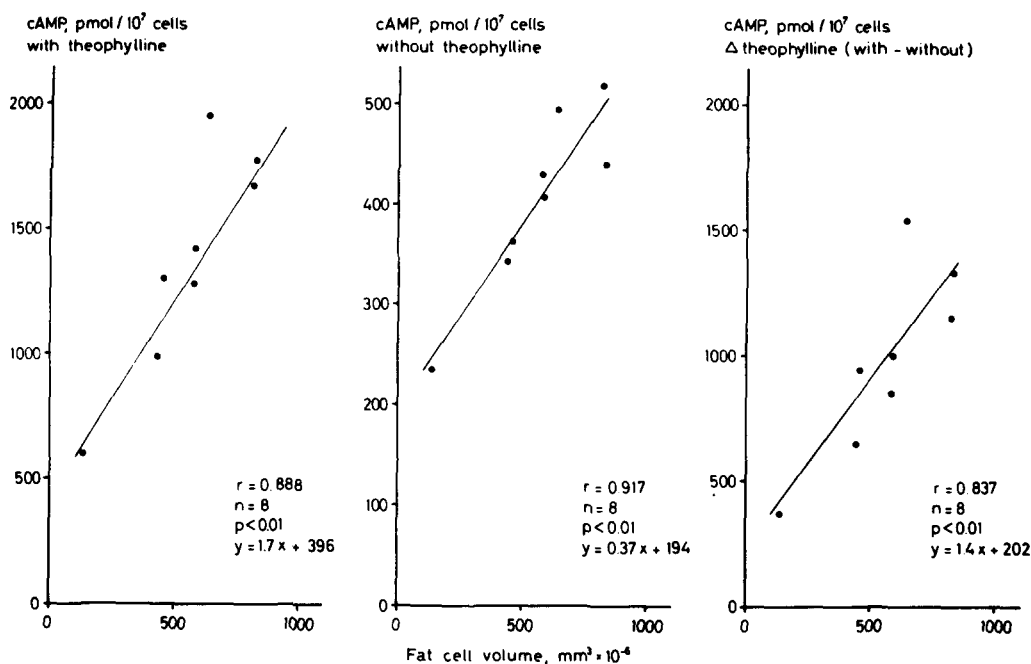 cAMP, pmol / 10⁷ cells
with theophylline
2000
1500
1000
500
0
0
500
1000
r = 0.888
n = 8
p < 0.01
y = 1.7 x + 396
cAMP, pmol / 10⁷ cells
without theophylline
500
400
300
200
100
0
0
500
1000
r = 0.917
n = 8
p < 0.01
y = 0.37 x + 194
cAMP, pmol / 10⁷ cells
Δ theophylline ( with - without )
2000
1500
1000
500
0
0
500
1000
r = 0.837
n = 8
p < 0.01
y = 1.4 x + 202
Fat cell volume, mm³ × 10⁻⁶